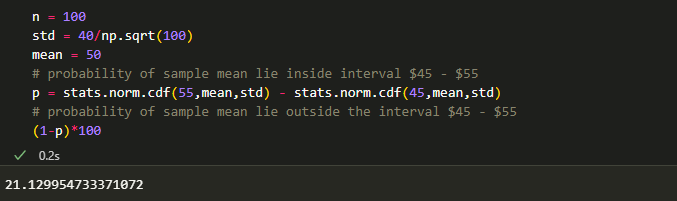 n = 100
std = 40/np.sqrt(100)
mean = 50
# probability of sample mean lie inside interval $45 - $55
p = stats.norm.cdf(55,mean,std) - stats.norm.cdf(45,mean,std)
# probability of sample mean lie outside the interval $45 - $55
(1-p)*100
✓ 0.2s
21.129954733371072